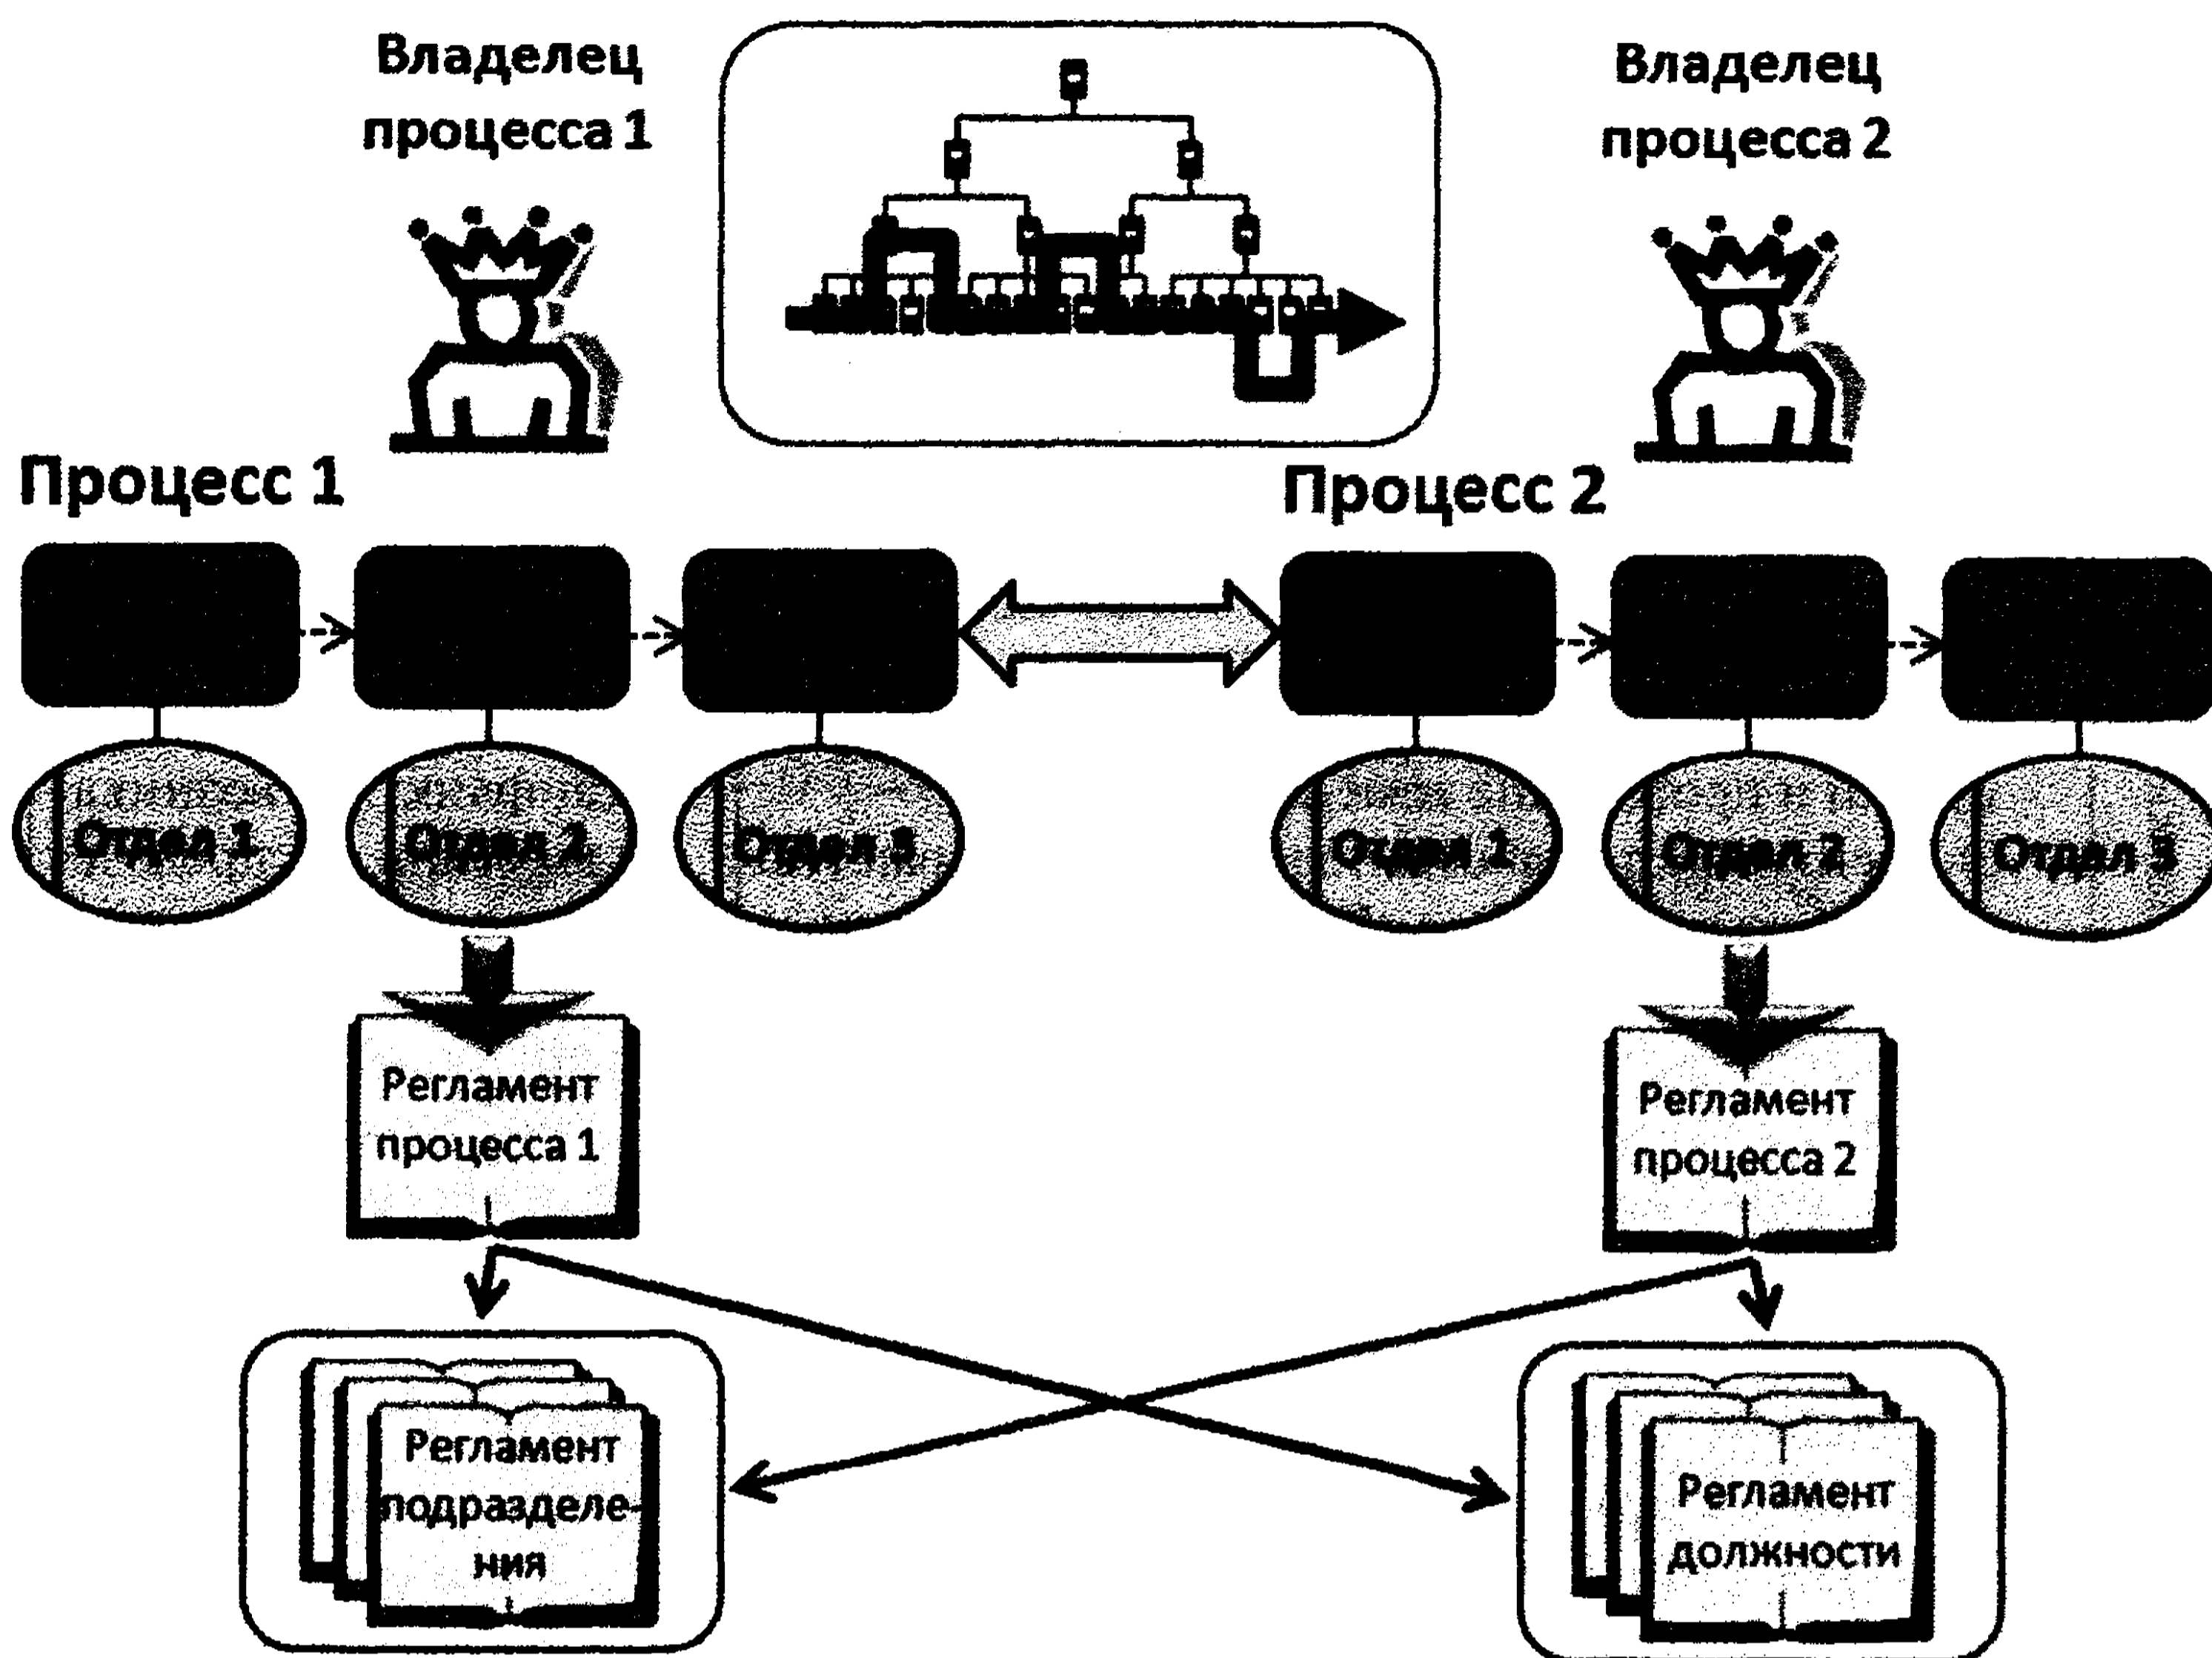 Владелец
процесса 1
Владелец
процесса 2
Процесс 1
Процесс 2
Отдел 1
Отдел 2
Отдел 3
Отдел 1
Отдел 2
Отдел 3
Регламент
процесса 1
Регламент
процесса 2
Регламент
подразделе-
ния
Регламент
должности